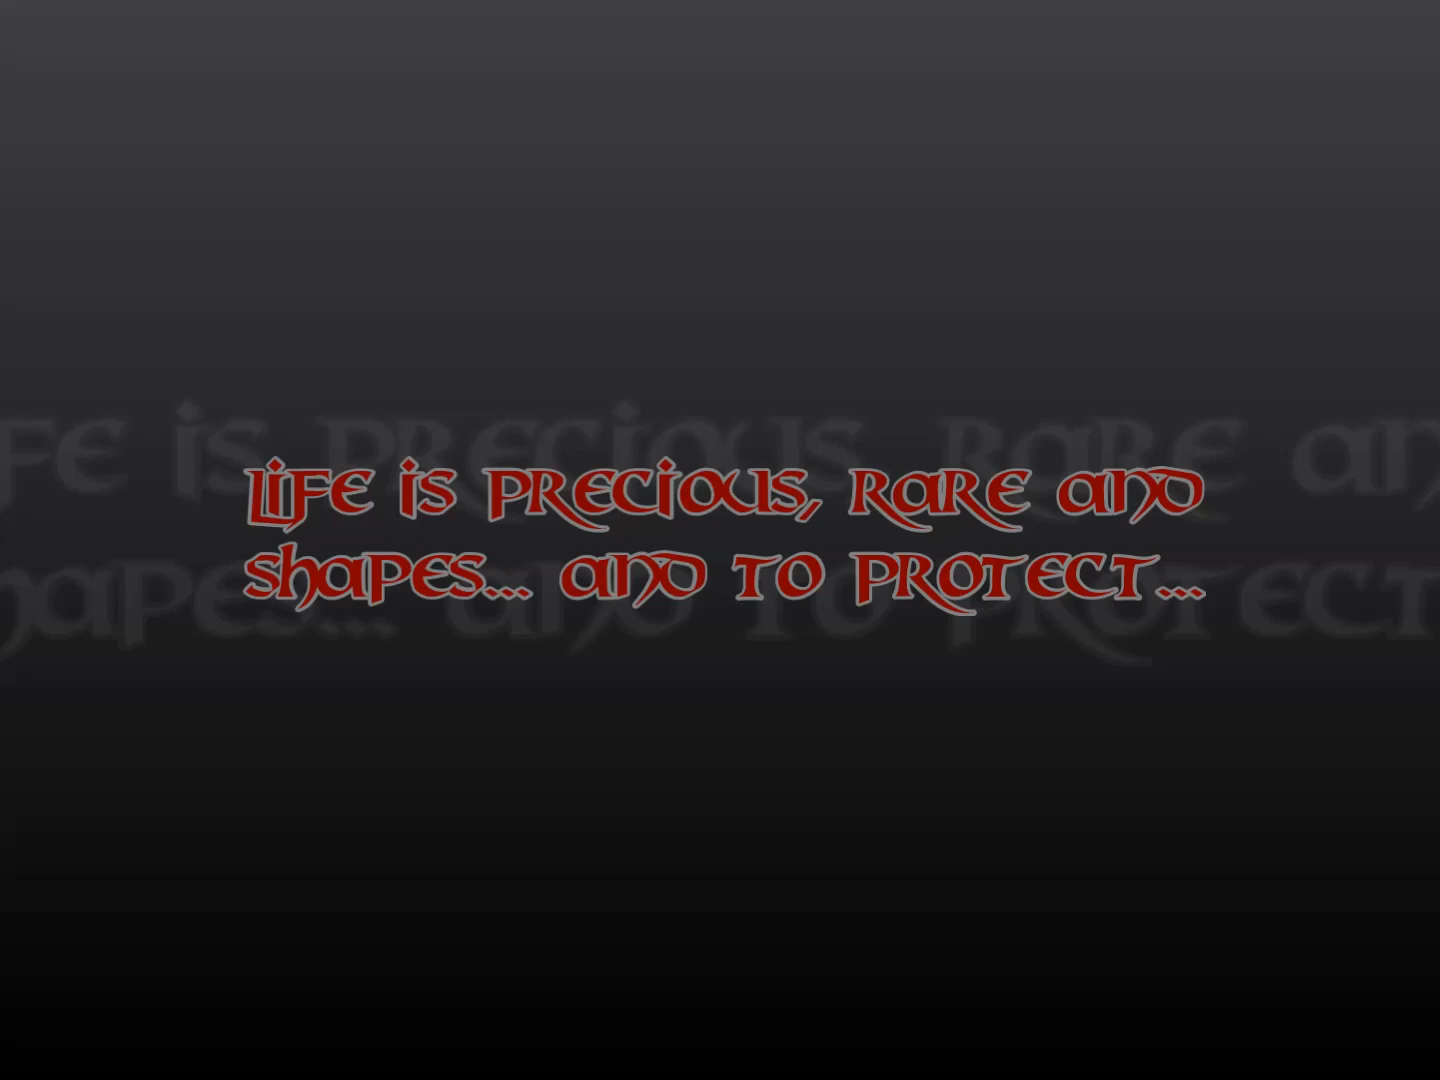 Life is precious, rare and
shapes... and to protect...